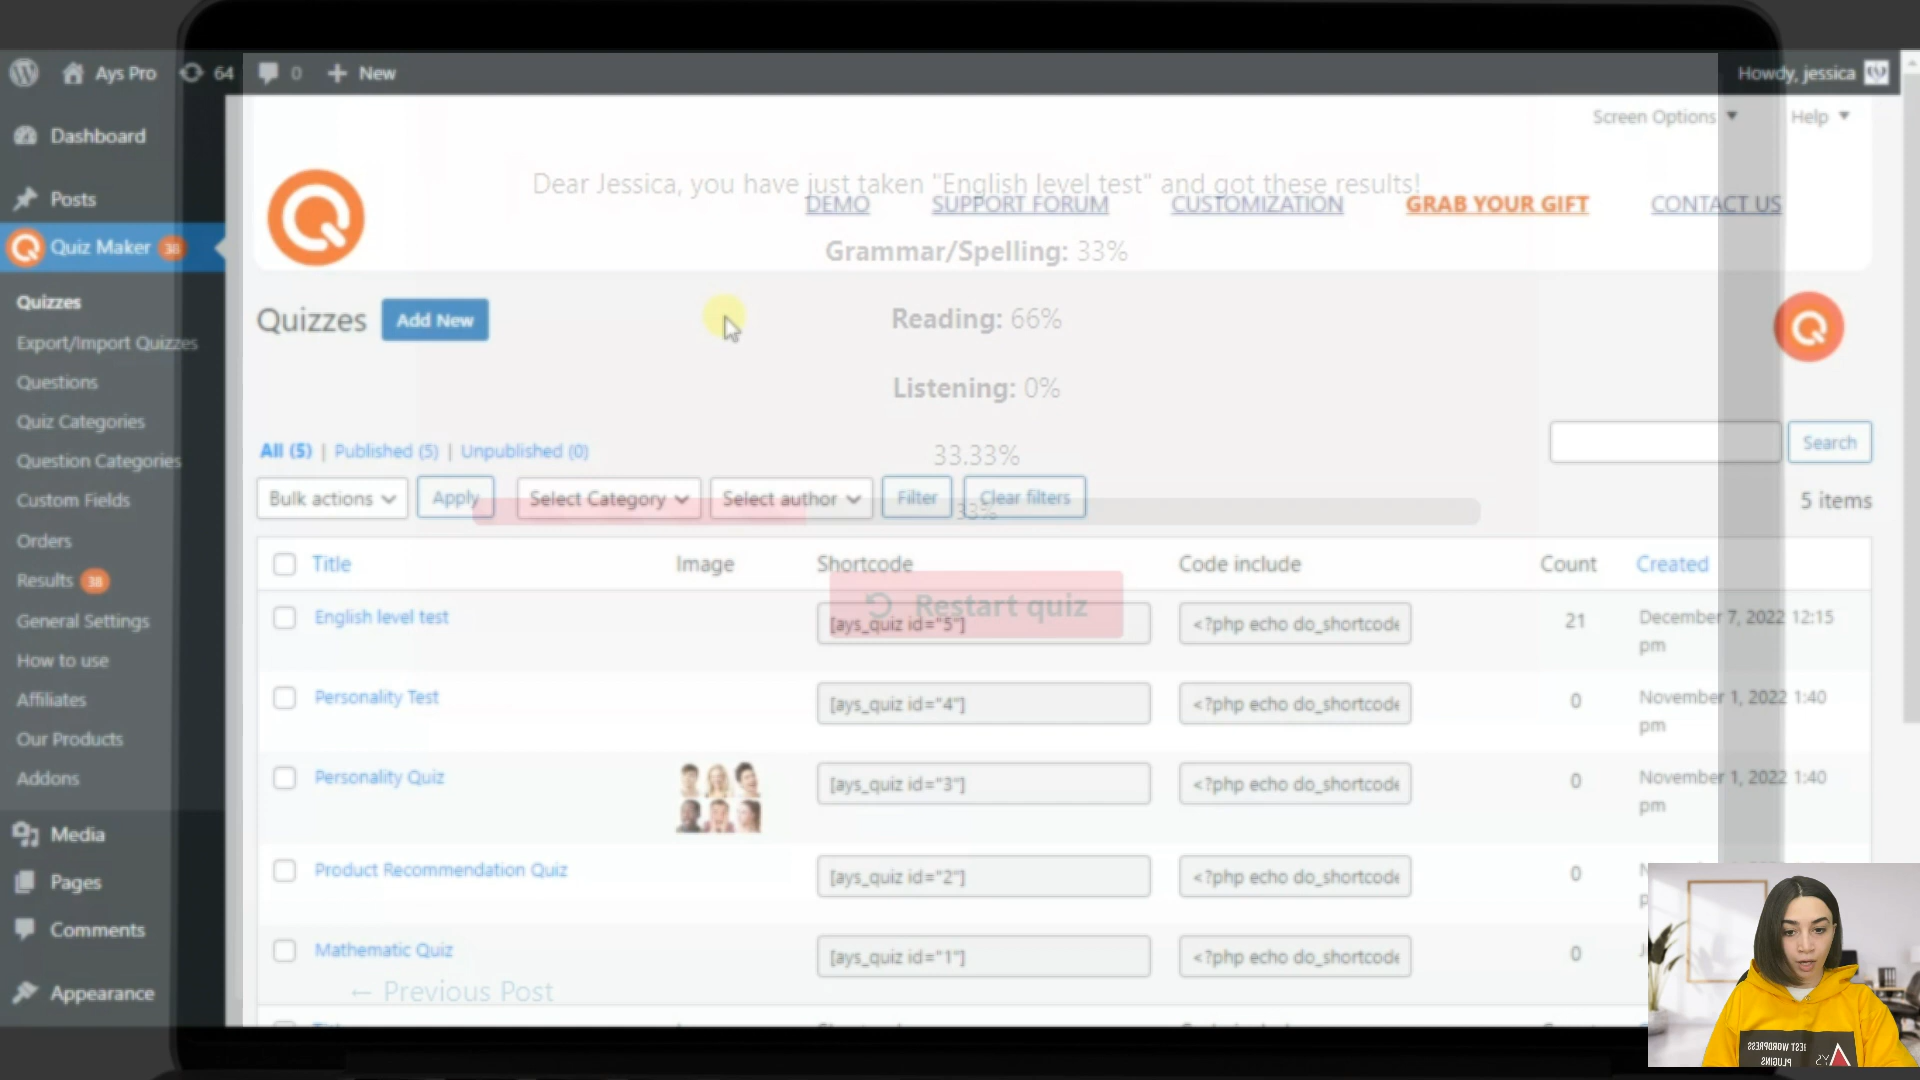 Ays Pro 64 0 New
Howdy, jessica
Screen Options Help
Dashboard
Posts
Quiz Maker 38
Quizzes
Export/Import Quizzes
Questions
Quiz Categories
Question Categories
Custom Fields
Orders
Results 38
General Settings
How to use
Affiliates
Our Products
Addons
Media
Pages
Comments
Appearance
Dear Jessica, you have just taken "English level test" and got these results!
DEMO SUPPORT FORUM CUSTOMIZATION GRAB YOUR GIFT CONTACT US
Grammar/Spelling: 33%
Quizzes Add New
Reading: 66%
Listening: 0%
33.33%
All (5) | Published (5) | Unpublished (0)
Search
Bulk actions Apply Select Category Select author Filter Clear filters
5 items
33%
Title Image Shortcode Code include Count Created
Restart quiz
English level test [ays_quiz id="5"] <?php echo do_shortcode 21 December 7, 2022 12:15 pm
Personality Test [ays_quiz id="4"] <?php echo do_shortcode 0 November 1, 2022 1:40 pm
Personality Quiz [ays_quiz id="3"] <?php echo do_shortcode 0 November 1, 2022 1:40 pm
Product Recommendation Quiz [ays_quiz id="2"] <?php echo do_shortcode 0
Mathematic Quiz [ays_quiz id="1"] <?php echo do_shortcode 0
← Previous Post
BEST WORDPRESS
PLUGINS